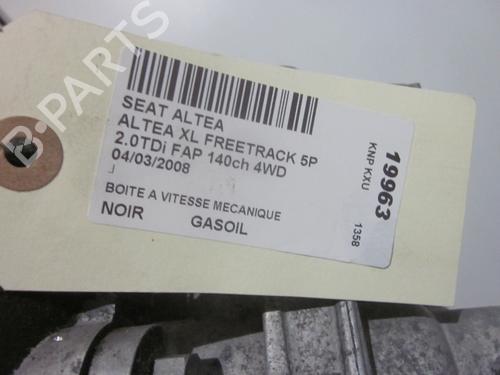 SEAT ALTEA
ALTEA XL FREETRACK 5P
2.0TDi FAP 140ch 4WD
04/03/2008
J
BOITE A VITESSE MECANIQUE
NOIR GASOIL
KNP KXU
19963
1358
B-PARTS